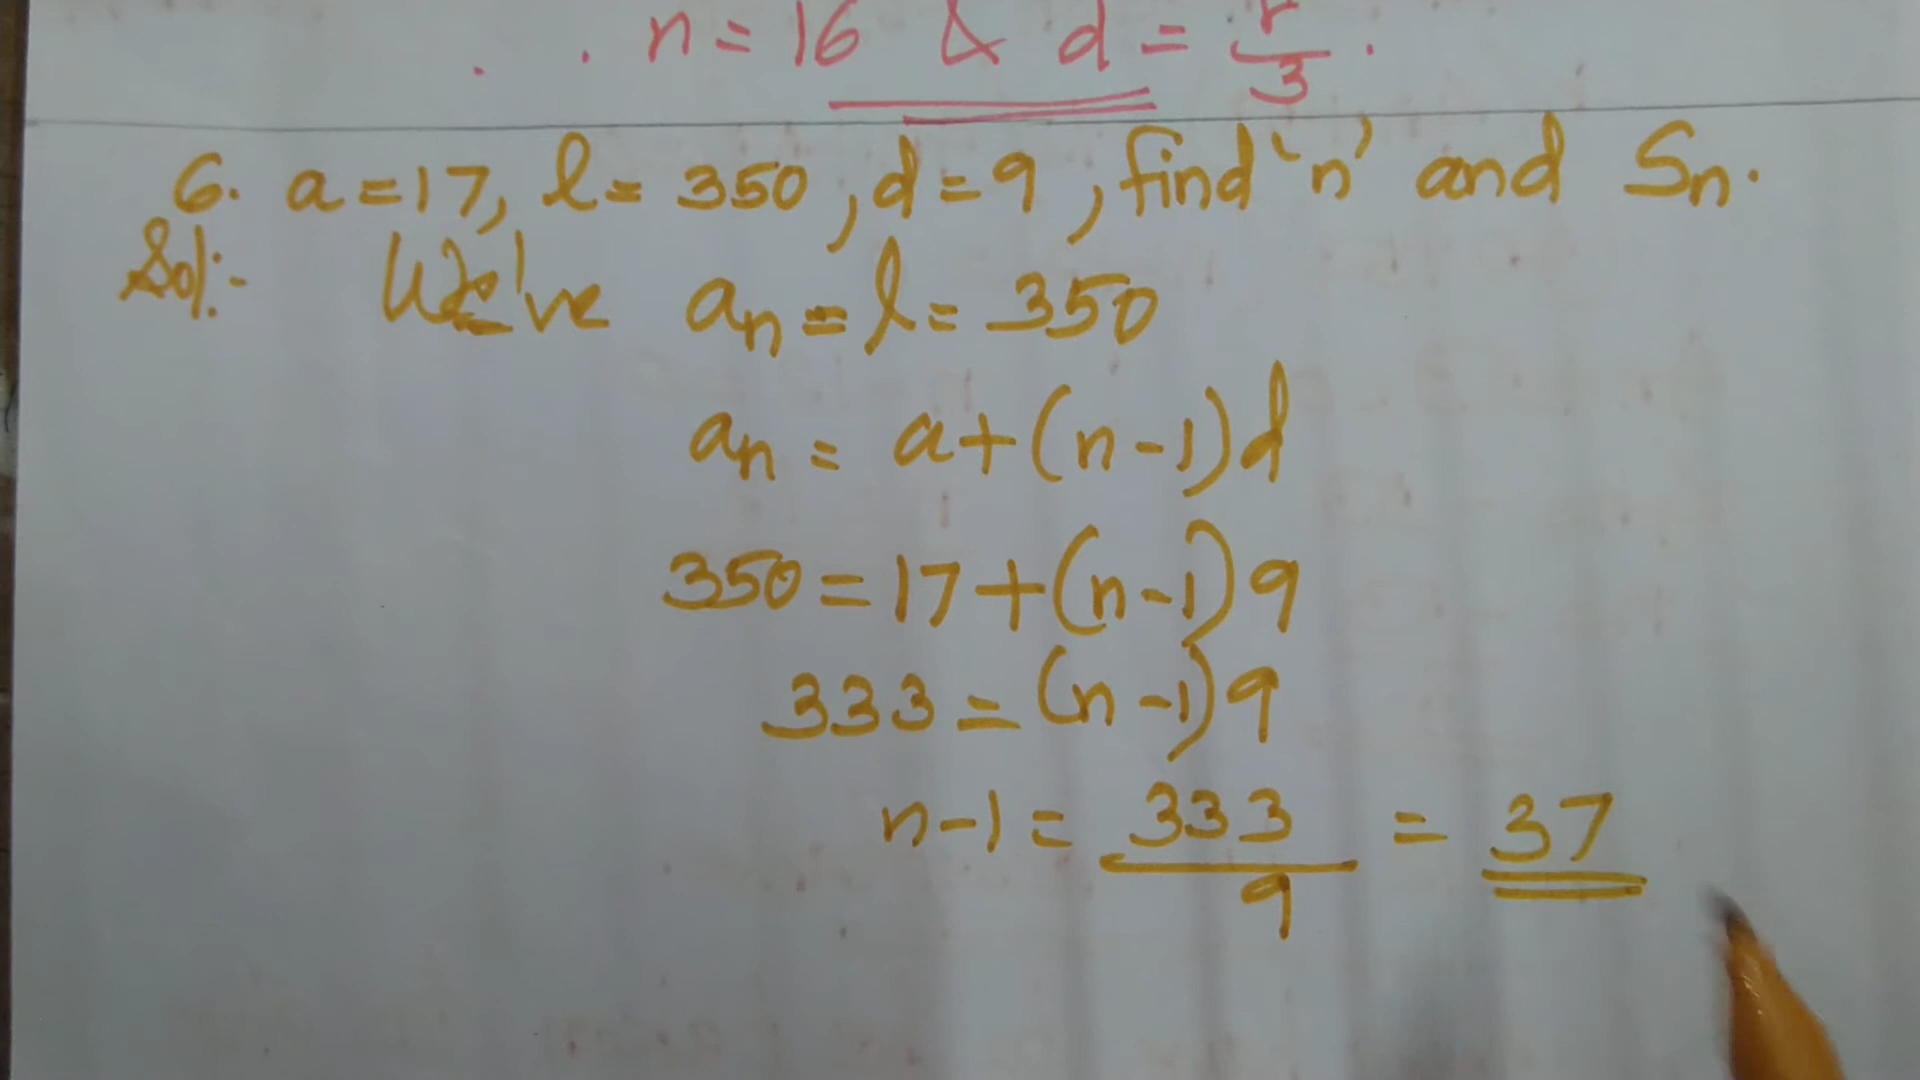 . . n = 16 & d = /3 .
6. a = 17, l = 350, d = 9, find 'n' and Sn.
Sol:- We've an = l = 350
an = a + (n - 1) d
350 = 17 + (n - 1) 9
333 = (n - 1) 9
n - 1 = 333/9 = 37